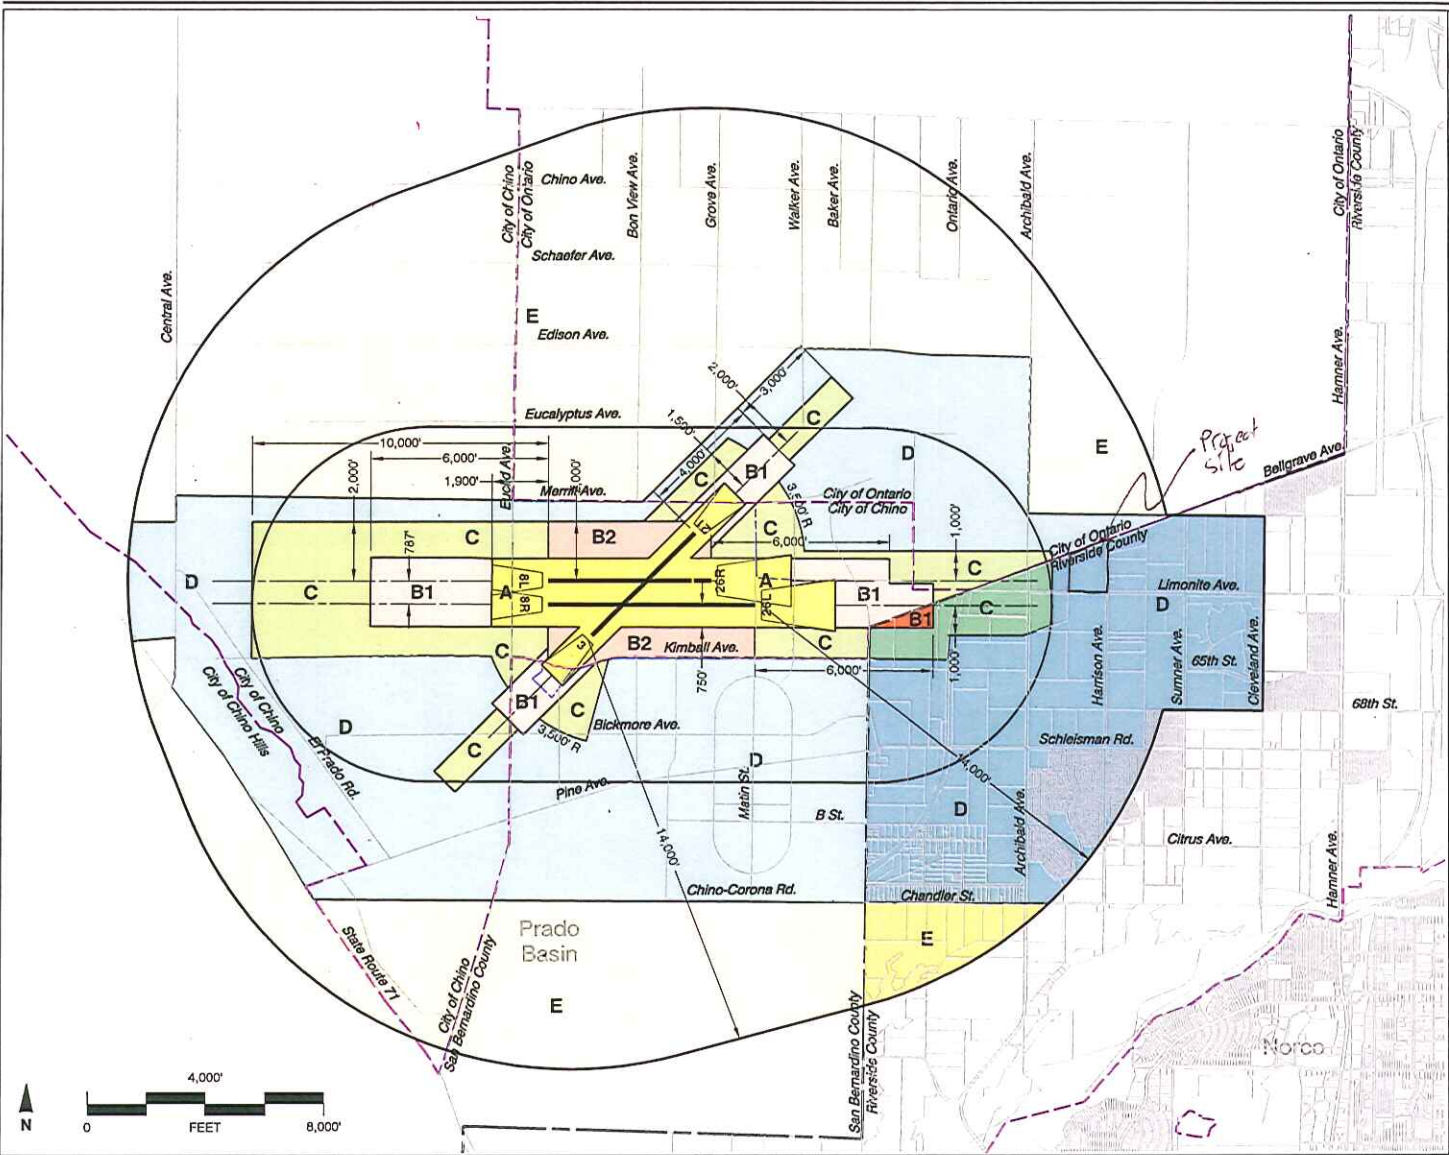 City of Chino
City of Ontario
Chino Ave.
Bon View Ave.
Grove Ave.
Walker Ave.
Baker Ave.
Ontario Ave.
Archibald Ave.
City of Ontario
Riverside County
Central Ave.
Schaefer Ave.
E
Edison Ave.
Hamner Ave.
2,000'
3,000'
Eucalyptus Ave.
1,500'
C
10,000'
E
Project
Site
Bellgrave Ave.
6,000'
D
4,000'
B1
1,900'
2,000'
Euclid Ave.
Merrill Ave.
C
City of Ontario
City of Chino
3,500' R
21
C
B2
C
6,000'
1,000'
City of Ontario
Riverside County
787'
C
D
C
B1
A
8L
8R
26R
26L
A
B1
Limonite Ave.
D
C
B1
3
B2
Kimball Ave.
C
C
750'
6,000'
1,000'
Harrison Ave.
Sumner Ave.
65th St.
Cleveland Ave.
68th St.
B1
C
3,500' R
Bickmore Ave.
City of Chino
City of Chino Hills
D
El Prado Rd.
C
Schleisman Rd.
D
14,000'
Pine Ave.
Matin St.
B St.
D
Archibald Ave.
14,000'
Citrus Ave.
Hamner Ave.
Chino-Corona Rd.
Chandler St.
Prado
Basin
E
State Route 71
City of Chino
San Bernardino County
E
San Bernardino County
Riverside County
Norco
N
4,000'
0
FEET
8,000'